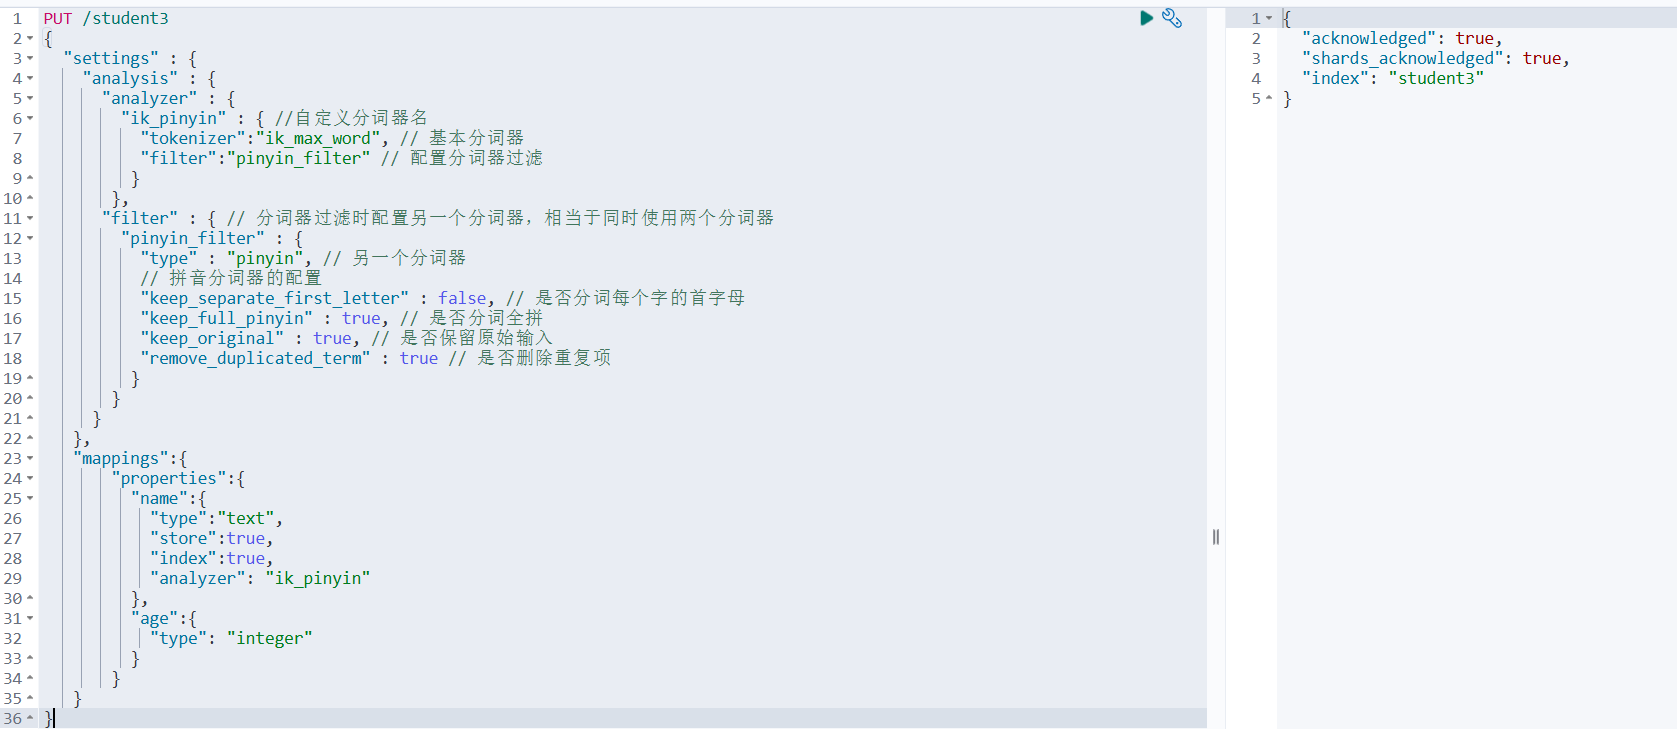 1 PUT /student3
2 {
3 "settings" : {
4 "analysis" : {
5 "analyzer" : {
6 "ik_pinyin" : { //自定义分词器名
7 "tokenizer":"ik_max_word", // 基本分词器
8 "filter":"pinyin_filter" // 配置分词器过滤
9 }
10 },
11 "filter" : { // 分词器过滤时配置另一个分词器，相当于同时使用两个分词器
12 "pinyin_filter" : {
13 "type" : "pinyin", // 另一个分词器
14 // 拼音分词器的配置
15 "keep_separate_first_letter" : false, // 是否分词每个字的首字母
16 "keep_full_pinyin" : true, // 是否分词全拼
17 "keep_original" : true, // 是否保留原始输入
18 "remove_duplicated_term" : true // 是否删除重复项
19 }
20 }
21 }
22 },
23 "mappings":{
24 "properties":{
25 "name":{
26 "type":"text",
27 "store":true,
28 "index":true,
29 "analyzer": "ik_pinyin"
30 },
31 "age":{
32 "type": "integer"
33 }
34 }
35 }
36 }
1 {
2 "acknowledged": true,
3 "shards_acknowledged": true,
4 "index": "student3"
5 }